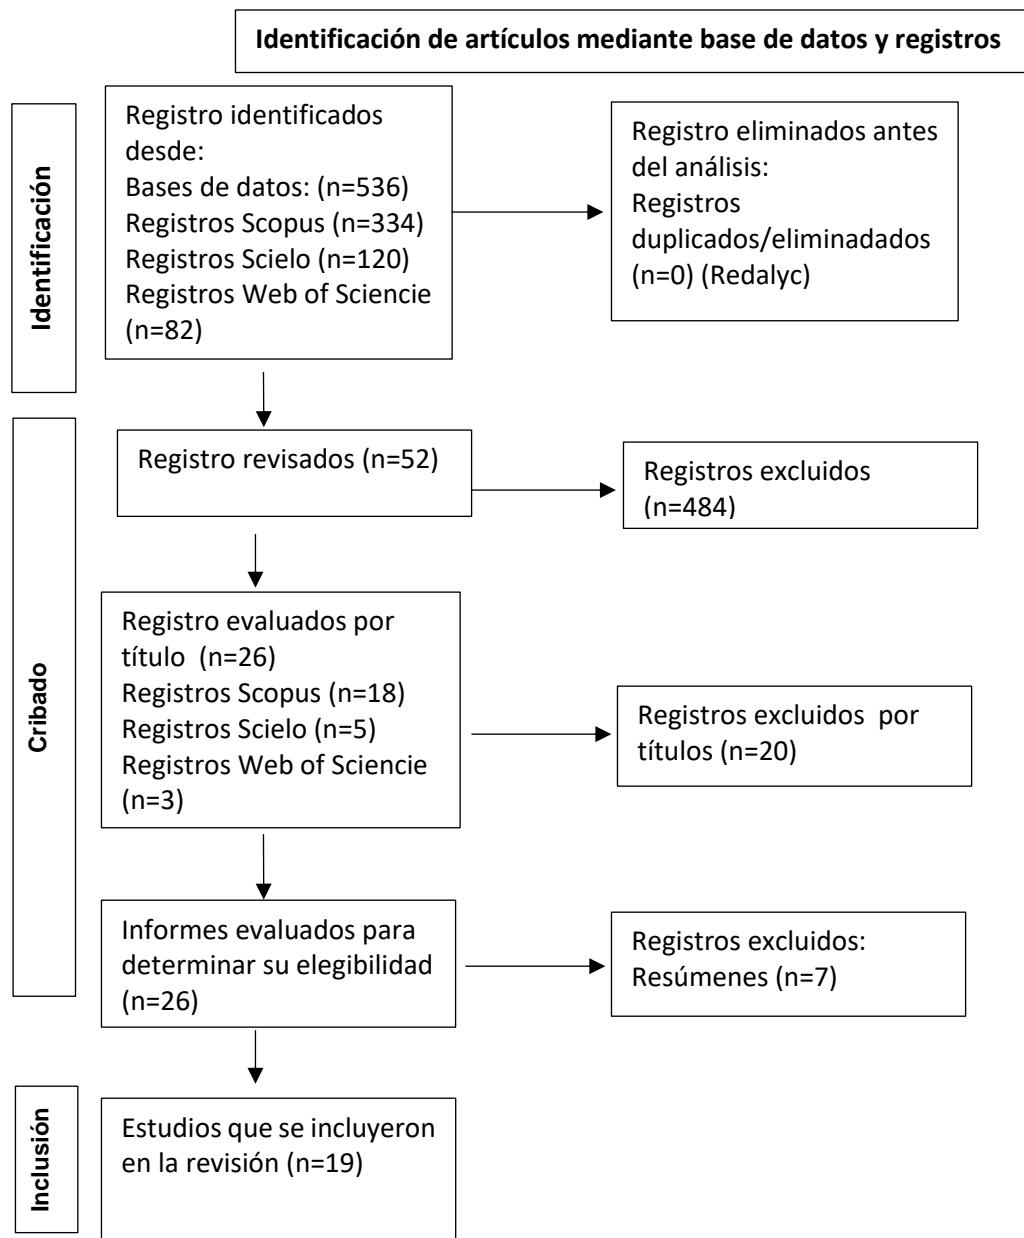 Identificación de artículos mediante base de datos y registros
Identificación
Registro identificados
desde:
Bases de datos: (n=536)
Registros Scopus (n=334)
Registros Scielo (n=120)
Registros Web of Sciencie
(n=82)
Registro eliminados antes
del análisis:
Registros
duplicados/eliminadados
(n=0) (Redalyc)
Cribado
Registro revisados (n=52)
Registros excluidos
(n=484)
Registro evaluados por
título (n=26)
Registros Scopus (n=18)
Registros Scielo (n=5)
Registros Web of Sciencie
(n=3)
Registros excluidos por
títulos (n=20)
Informes evaluados para
determinar su elegibilidad
(n=26)
Registros excluidos:
Resúmenes (n=7)
Inclusión
Estudios que se incluyeron
en la revisión (n=19)